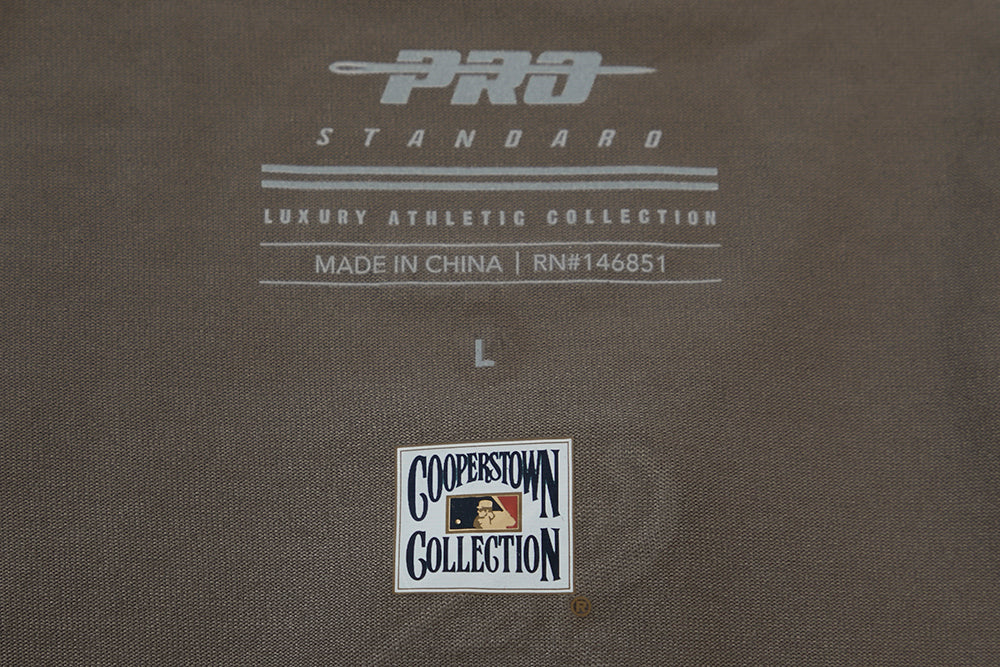 PRO
STANDARD
LUXURY ATHLETIC COLLECTION
MADE IN CHINA | RN#146851
L
COOPERSTOWN
COLLECTION
®